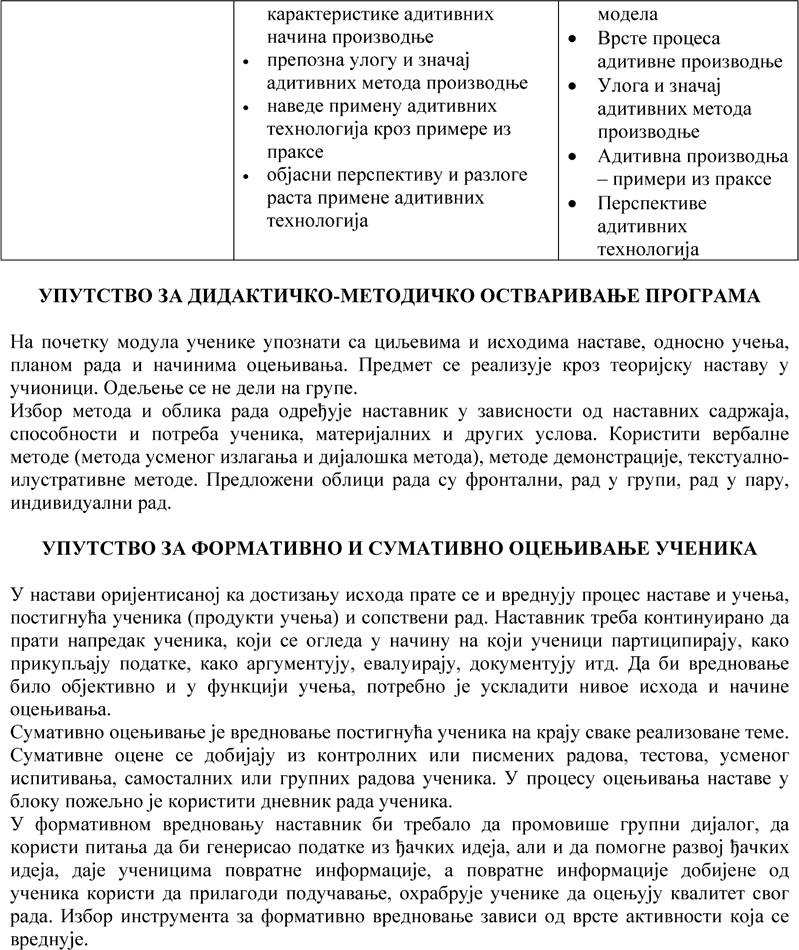 карактеристике адитивних
начина производње
• препозна улогу и значај
адитивних метода производње
• наведе примену адитивних
технологија кроз примере из
праксе
• објасни перспективу и разлоге
раста примене адитивних
технологија
модела
• Врсте процеса
адитивне производње
• Улога и значај
адитивних метода
производње
• Адитивна производња
– примери из праксе
• Перспективе
адитивних
технологија
УПУТСТВО ЗА ДИДАКТИЧКО-МЕТОДИЧКО ОСТВАРИВАЊЕ ПРОГРАМА
На почетку модула ученике упознати са циљевима и исходима наставе, односно учења,
планом рада и начинима оцењивања. Предмет се реализује кроз теоријску наставу у
учионици. Одељење се не дели на групе.
Избор метода и облика рада одређује наставник у зависности од наставних садржаја,
способности и потреба ученика, материјалних и других услова. Користити вербалне
методе (метода усменог излагања и дијалошка метода), методе демонстрације, текстуално-
илустративне методе. Предложени облици рада су фронтални, рад у групи, рад у пару,
индивидуални рад.
УПУТСТВО ЗА ФОРМАТИВНО И СУМАТИВНО ОЦЕЊИВАЊЕ УЧЕНИКА
У настави оријентисаној ка достизању исхода прате се и вреднују процес наставе и учења,
постигнућа ученика (продукти учења) и сопствени рад. Наставник треба континуирано да
прати напредак ученика, који се огледа у начину на који ученици партиципирају, како
прикупљају податке, како аргументују, евалуирају, документују итд. Да би вредновање
било објективно и у функцији учења, потребно је ускладити нивое исхода и начине
оцењивања.
Сумативно оцењивање је вредновање постигнућа ученика на крају сваке реализоване теме.
Сумативне оцене се добијају из контролних или писмених радова, тестова, усменог
испитивања, самосталних или групних радова ученика. У процесу оцењивања наставе у
блоку пожељно је користити дневник рада ученика.
У формативном вредновању наставник би требало да промовише групни дијалог, да
користи питања да би генерисао податке из ђачких идеја, али и да помогне развој ђачких
идеја, даје ученицима повратне информације, а повратне информације добијене од
ученика користи да прилагоди подучавање, охрабрује ученике да оцењују квалитет свог
рада. Избор инструмента за формативно вредновање зависи од врсте активности која се
вреднује.